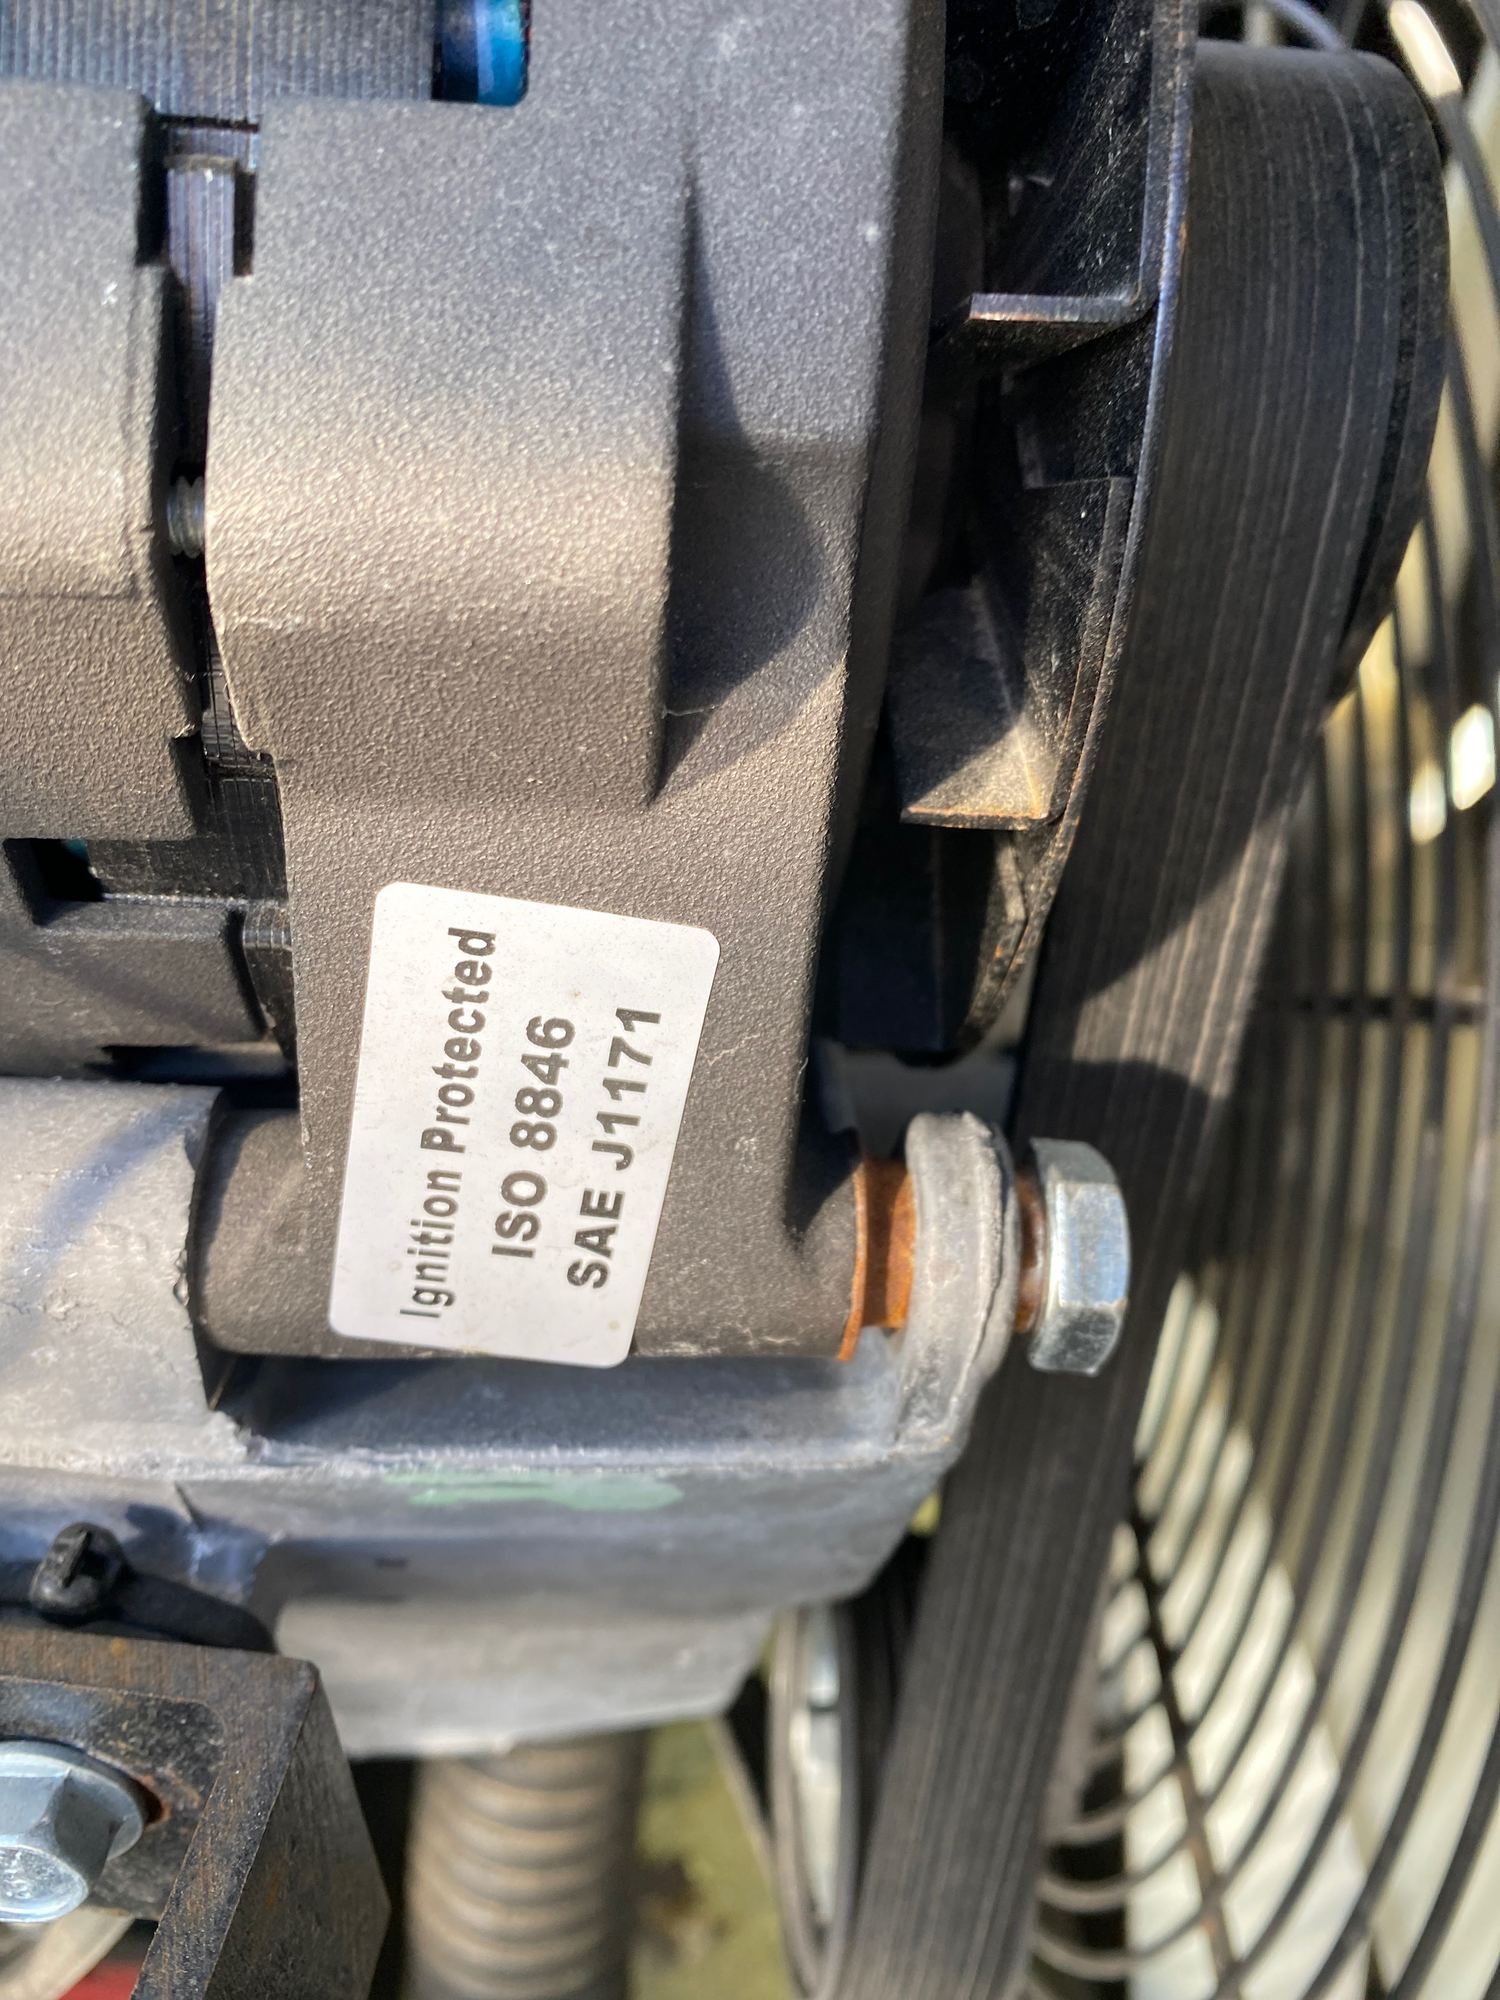 Ignition Protected
ISO 8846
SAE J1171